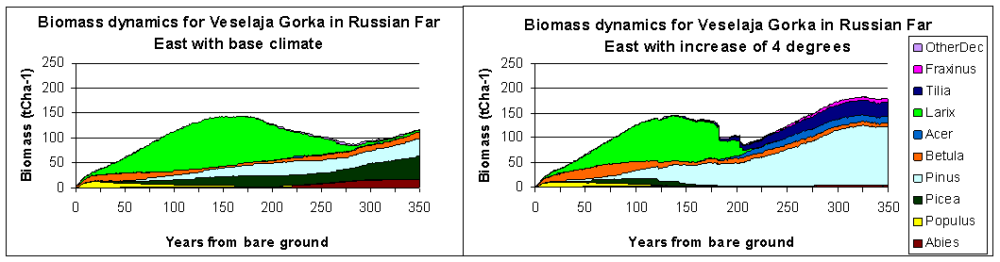 Biomass dynamics for Veselaja Gorka in Russian Far
East with base climate
Biomass (tCha-1)
250
200
150
100
50
0
0 50 100 150 200 250 300 350
Years from bare ground
Biomass dynamics for Veselaja Gorka in Russian Far
East with increase of 4 degrees
Biomass (tCha-1)
250
200
150
100
50
0
0 50 100 150 200 250 300 350
Years from bare ground
OtherDec
Fraxinus
Tilia
Larix
Acer
Betula
Pinus
Picea
Populus
Abies